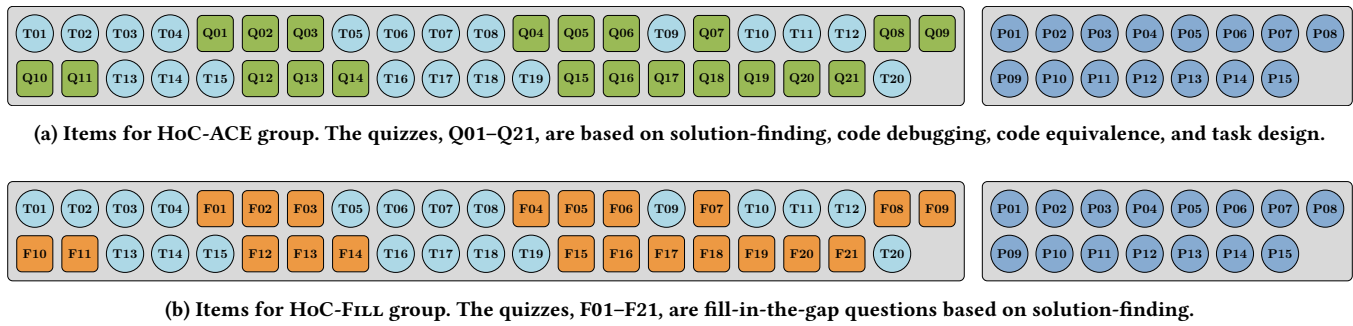 T01 T02 T03 T04 Q01 Q02 Q03 T05 T06 T07 T08 Q04 Q05 Q06 T09 Q07 T10 T11 T12 Q08 Q09
Q10 Q11 T13 T14 T15 Q12 Q13 Q14 T16 T17 T18 T19 Q15 Q16 Q17 Q18 Q19 Q20 Q21 T20
P01 P02 P03 P04 P05 P06 P07 P08
P09 P10 P11 P12 P13 P14 P15
(a) Items for HoC-ACE group. The quizzes, Q01–Q21, are based on solution-finding, code debugging, code equivalence, and task design.
T01 T02 T03 T04 F01 F02 F03 T05 T06 T07 T08 F04 F05 F06 T09 F07 T10 T11 T12 F08 F09
F10 F11 T13 T14 T15 F12 F13 F14 T16 T17 T18 T19 F15 F16 F17 F18 F19 F20 F21 T20
P01 P02 P03 P04 P05 P06 P07 P08
P09 P10 P11 P12 P13 P14 P15
(b) Items for HoC-Fill group. The quizzes, F01–F21, are fill-in-the-gap questions based on solution-finding.